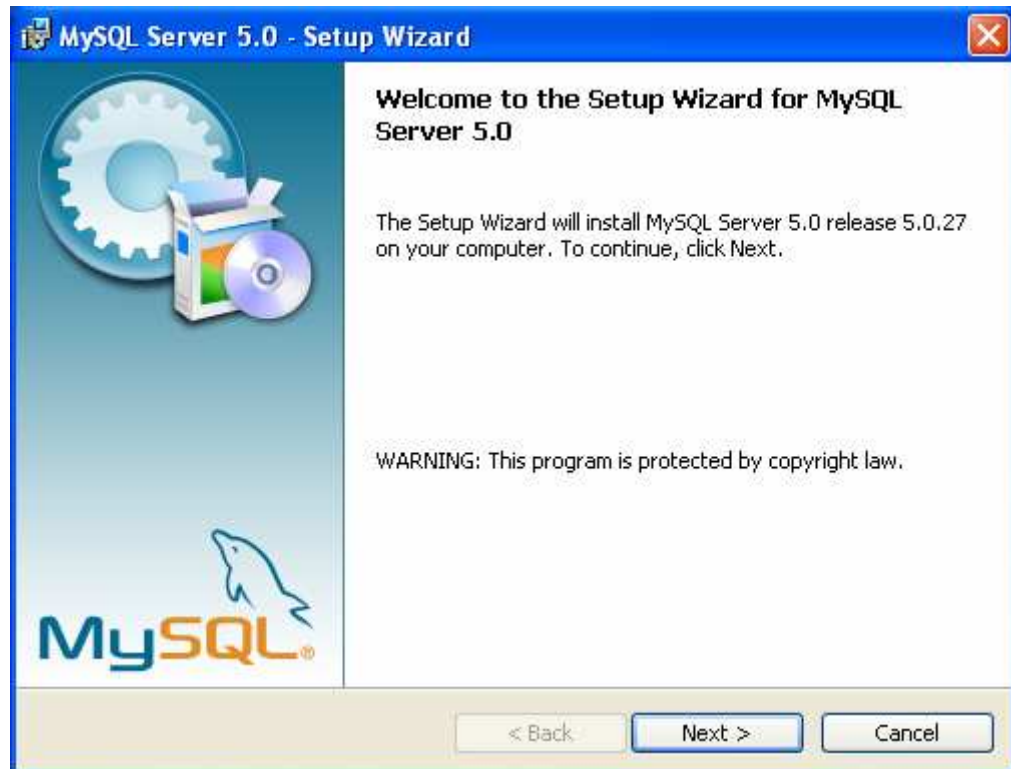 MySQL Server 5.0 - Setup Wizard
Welcome to the Setup Wizard for MySQL
Server 5.0
The Setup Wizard will install MySQL Server 5.0 release 5.0.27
on your computer. To continue, click Next.
WARNING: This program is protected by copyright law.
MySQL®
< Back
Next >
Cancel